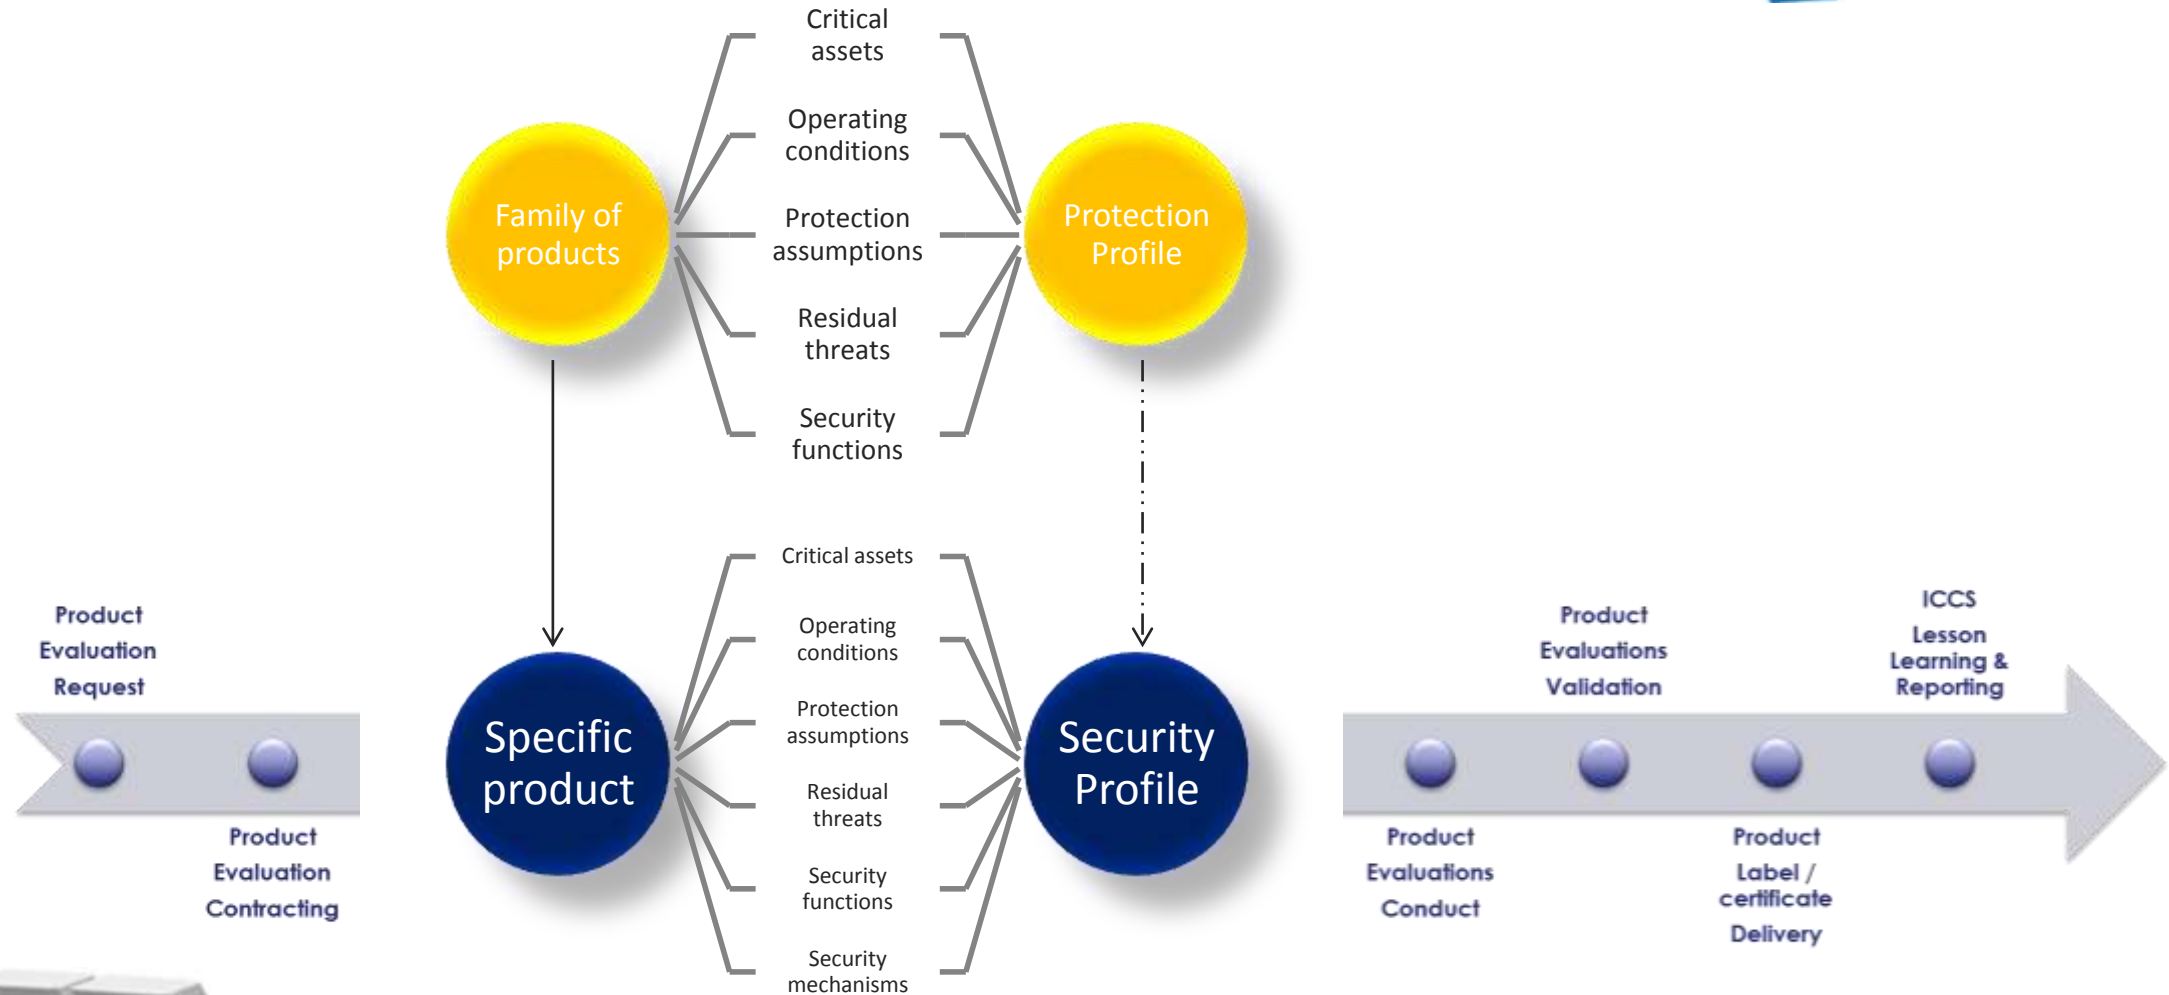 Critical
assets
Operating
conditions
Family of
products
Protection
assumptions
Protection
Profile
Residual
threats
Security
functions
Product
Evaluation
Request
Product
Evaluation
Contracting
Critical assets
Operating
conditions
Specific
product
Protection
assumptions
Security
Profile
Residual
threats
Security
functions
Security
mechanisms
Product
Evaluations
Conduct
Product
Evaluations
Validation
Product
Label /
certificate
Delivery
ICCS
Lesson
Learning &
Reporting